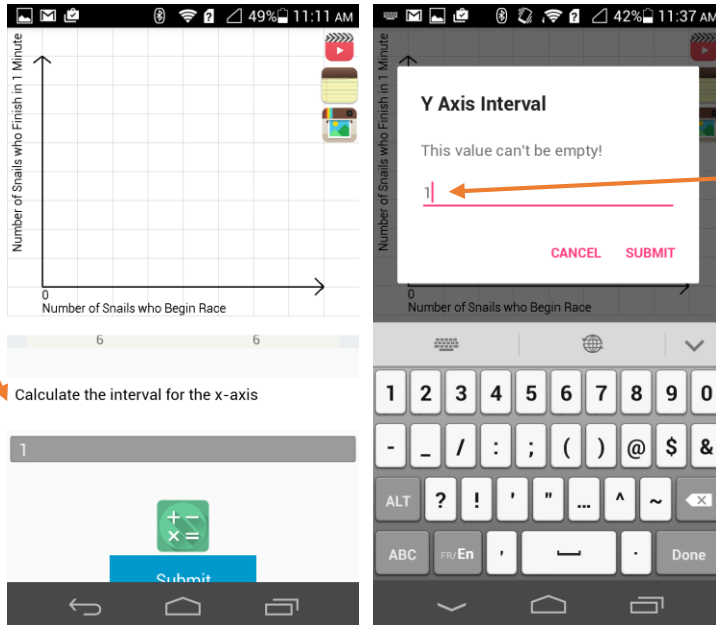 49% 11:11 AM
Number of Snails who Finish in 1 Minute
0
Number of Snails who Begin Race
6 6
Calculate the interval for the x-axis
1
+ −
× =
Submit
42% 11:37 AM
Number of Snails who Finish in 1 Minute
Y Axis Interval
This value can't be empty!
1
CANCEL SUBMIT
0
Number of Snails who Begin Race
1 2 3 4 5 6 7 8 9 0
- _ / : ; ( ) @ $ &
ALT ? ! ' " ... ^ ~
ABC FR/En , . Done